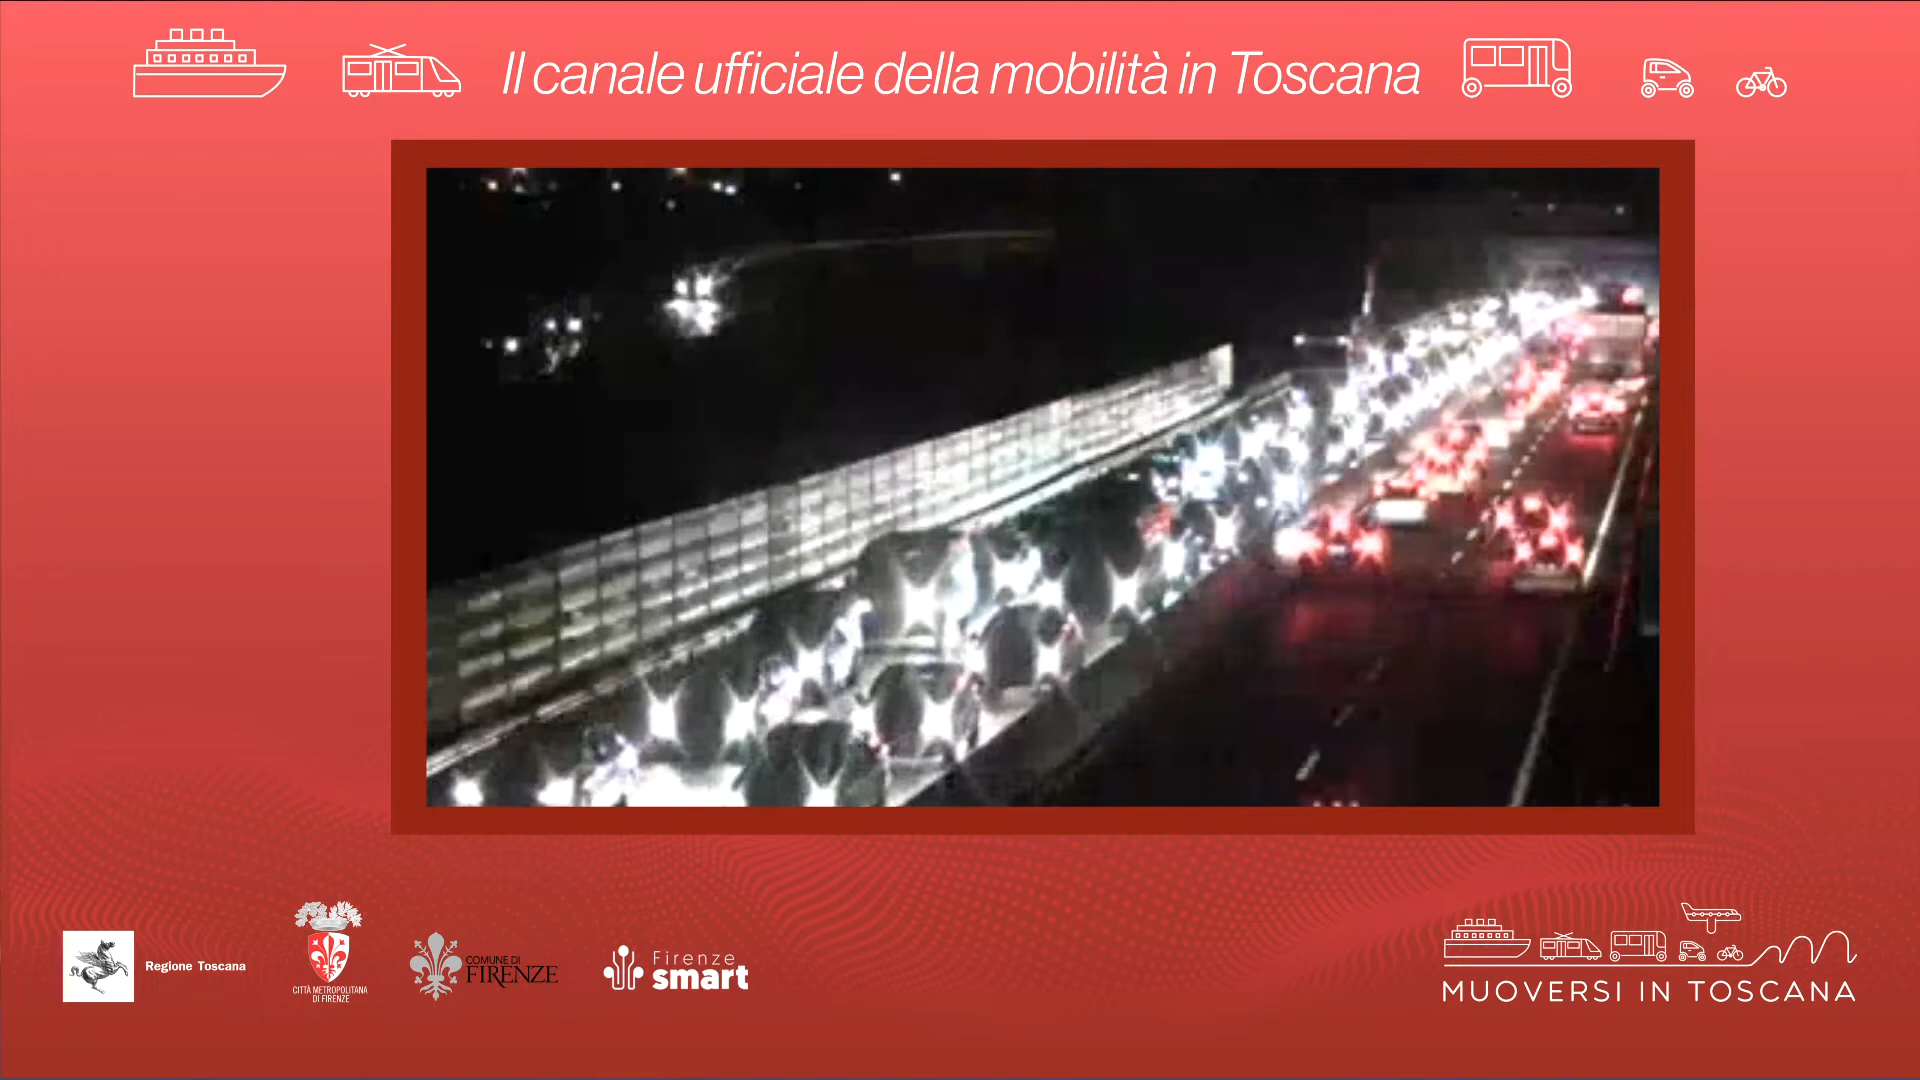 Il canale ufficiale della mobilità in Toscana
Regione Toscana
CITTÀ METROPOLITANA
DI FIRENZE
COMUNE DI
FIRENZE
Firenze
smart
MUOVERSI IN TOSCANA